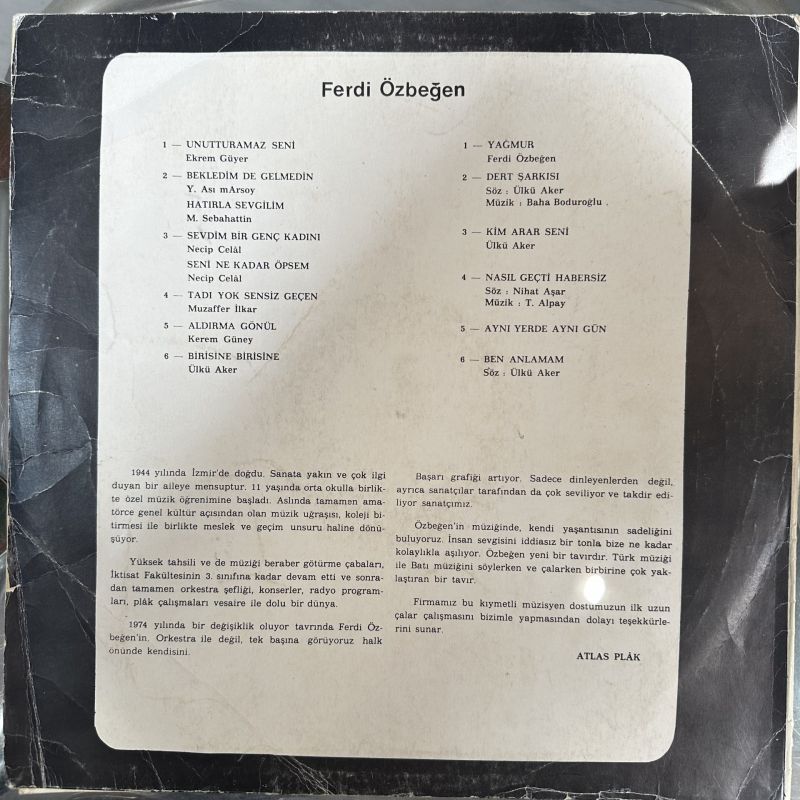 Ferdi Özbeğen
1 — UNUTTURAMAZ SENİ
Ekrem Güyer
2 — BEKLEDİM DE GELMEDİN
Y. Ası mArsoy
HATIRLA SEVGİLİM
M. Sebahattin
3 — SEVDİM BİR GENÇ KADINI
Necip Celâl
SENİ NE KADAR ÖPSEM
Necip Celâl
4 — TADI YOK SENSİZ GEÇEN
Muzaffer İlkar
5 — ALDIRMA GÖNÜL
Kerem Güney
6 — BİRİSİNE BİRİSİNE
Ülkü Aker
1 — YAĞMUR
Ferdi Özbeğen
2 — DERT ŞARKISI
Söz : Ülkü Aker
Müzik : Baha Boduroğlu .
3 — KİM ARAR SENİ
Ülkü Aker
4 — NASIL GEÇTİ HABERSİZ
Söz : Nihat Aşar
Müzik : T. Alpay
5 — AYNI YERDE AYNI GÜN
6 — BEN ANLAMAM
Söz : Ülkü Aker
1944 yılında İzmir'de doğdu. Sanata yakın ve çok ilgi
duyan bir aileye mensuptur. 11 yaşında orta okulla birlik-
te özel müzik öğrenimine başladı. Aslında tamamen ama-
törce genel kültür açısından olan müzik uğraşısı, koleji bi-
tirmesi ile birlikte meslek ve geçim unsuru haline dönü-
şüyor.
Yüksek tahsili ve de müziği beraber götürme çabaları,
İktisat Fakültesinin 3. sınıfına kadar devam etti ve sonra-
dan tamamen orkestra şefliği, konserler, radyo program-
ları, plâk çalışmaları vesaire ile dolu bir dünya.
1974 yılında bir değişiklik oluyor tavrında Ferdi Öz-
beğen'in. Orkestra ile değil, tek başına görüyoruz halk
önünde kendisini.
Başarı grafiği artıyor. Sadece dinleyenlerden değil,
ayrıca sanatçılar tarafından da çok seviliyor ve takdir edi-
liyor sanatçımız.
Özbeğen'in müziğinde, kendi yaşantısının sadeliğini
buluyoruz. İnsan sevgisini iddiasız bir tonla bize ne kadar
kolaylıkla aşılıyor. Özbeğen yeni bir tavırdır. Türk müziği
ile Batı müziğini söylerken ve çalarken birbirine çok yak-
laştıran bir tavır.
Firmamız bu kıymetli müzisyen dostumuzun ilk uzun
çalar çalışmasını bizimle yapmasından dolayı teşekkürle-
rini sunar.
ATLAS PLÂK